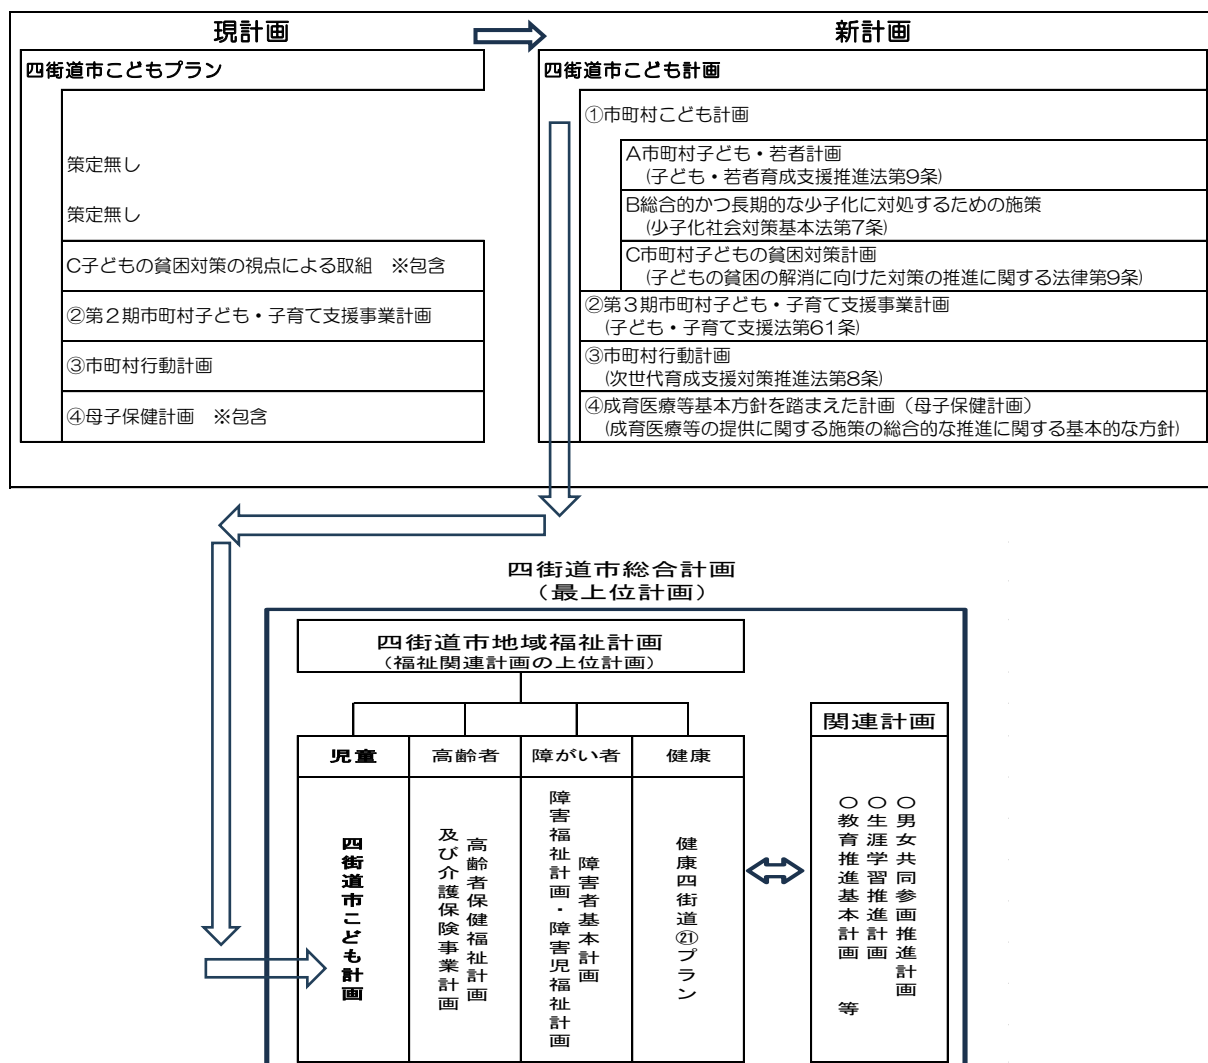 現計画
新計画
四街道市こどもプラン
策定無し
策定無し
C子どもの貧困対策の視点による取組　※包含
②第２期市町村子ども・子育て支援事業計画
③市町村行動計画
④母子保健計画　※包含
四街道市こども計画
①市町村こども計画
A市町村子ども・若者計画
(子ども・若者育成支援推進法第9条)
B総合的かつ長期的な少子化に対処するための施策
(少子化社会対策基本法第7条)
C市町村子どもの貧困対策計画
(子どもの貧困の解消に向けた対策の推進に関する法律第9条)
②第３期市町村子ども・子育て支援事業計画
(子ども・子育て支援法第61条)
③市町村行動計画
(次世代育成支援対策推進法第8条)
④成育医療等基本方針を踏まえた計画（母子保健計画）
(成育医療等の提供に関する施策の総合的な推進に関する基本的な方針)
四街道市総合計画
（最上位計画）
四街道市地域福祉計画
（福祉関連計画の上位計画）
児童
四街道市こども計画
高齢者
高齢者保健福祉計画
及び介護保険事業計画
障がい者
障害者基本計画
障害福祉計画・障害児福祉計画
健康
健康四街道㉑プラン
関連計画
○男女共同参画推進計画
○生涯学習推進計画
○教育推進基本計画　等